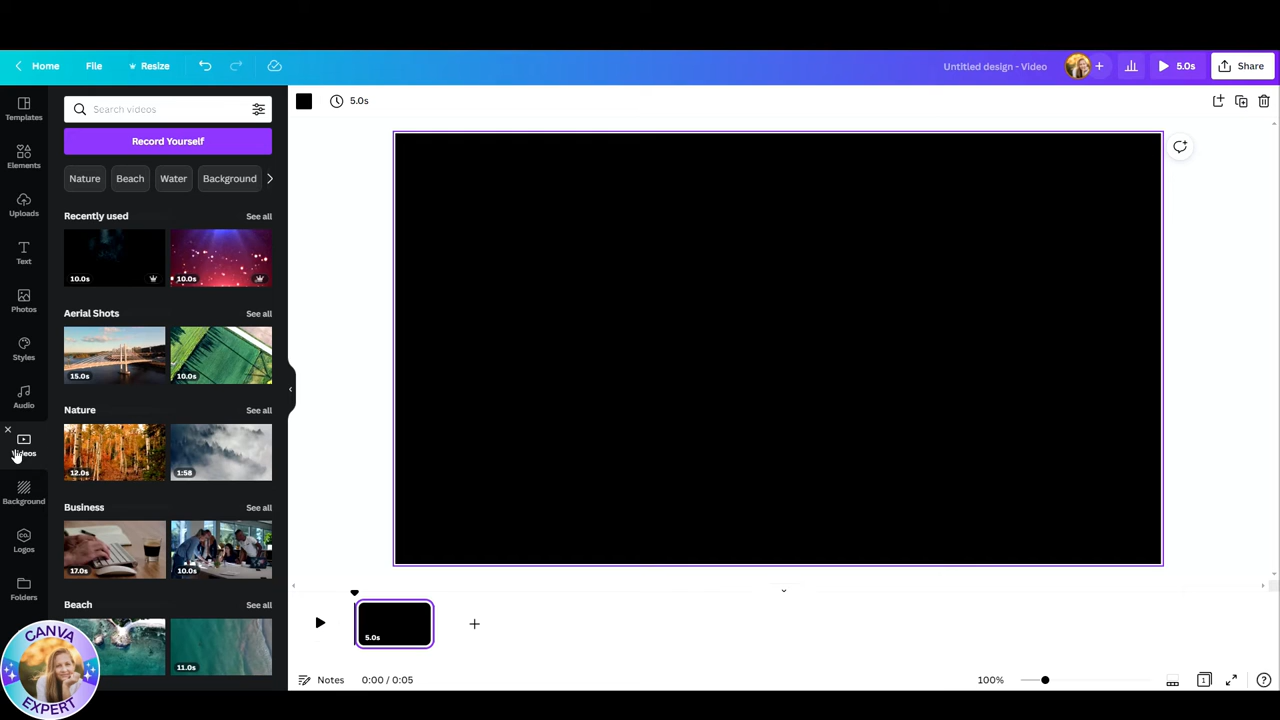 Home
File
Resize
Untitled design - Video
5.0s
Share
Templates
Elements
Uploads
Text
Photos
Styles
Audio
Videos
Background
Logos
Folders
Search videos
Record Yourself
Nature
Beach
Water
Background
Recently used
See all
10.0s
10.0s
Aerial Shots
See all
15.0s
10.0s
Nature
See all
12.0s
1:58
Business
See all
17.0s
10.0s
Beach
See all
11.0s
5.0s
5.0s
Notes
0:00 / 0:05
100%
1
CANVA
EXPERT